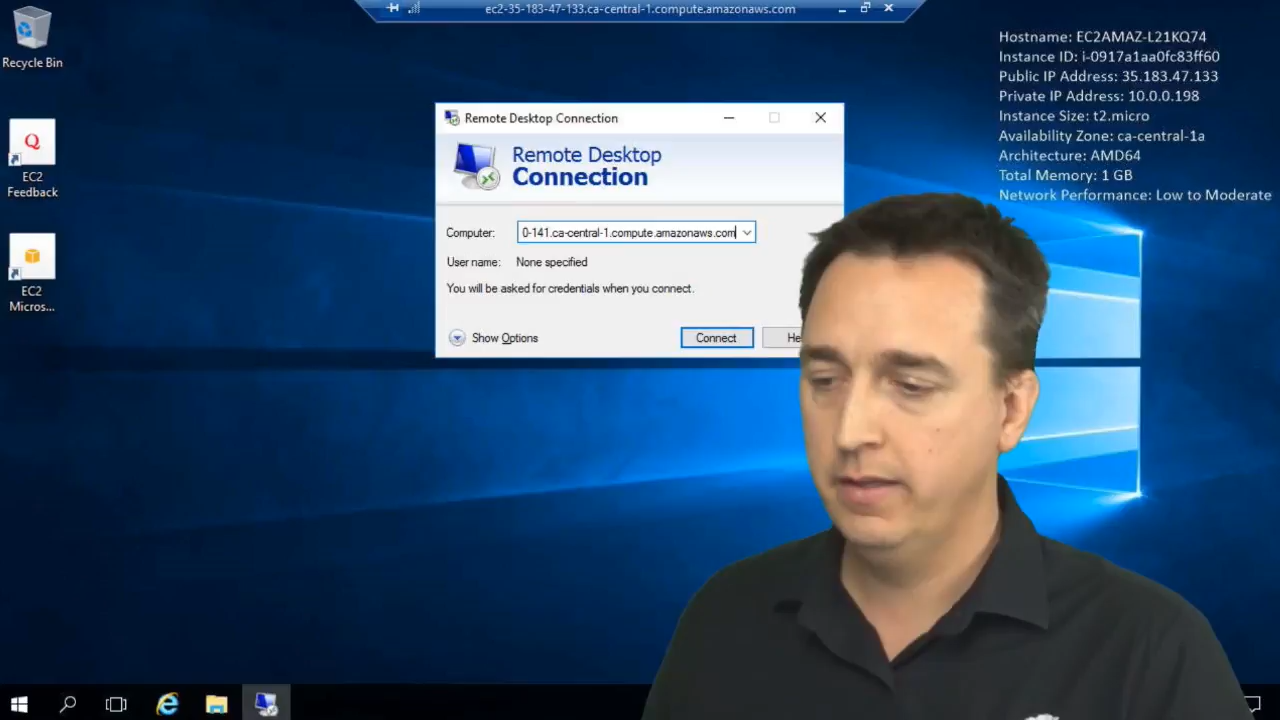 ec2-35-183-47-133.ca-central-1.compute.amazonaws.com
Recycle Bin
Q
EC2
Feedback
EC2
Micros...
Hostname: EC2AMAZ-L21KQ74
Instance ID: i-0917a1aa0fc83ff60
Public IP Address: 35.183.47.133
Private IP Address: 10.0.0.198
Instance Size: t2.micro
Availability Zone: ca-central-1a
Architecture: AMD64
Total Memory: 1 GB
Network Performance: Low to Moderate
Remote Desktop Connection
Remote Desktop
Connection
Computer: 0-141.ca-central-1.compute.amazonaws.com
User name: None specified
You will be asked for credentials when you connect.
Show Options
Connect
He